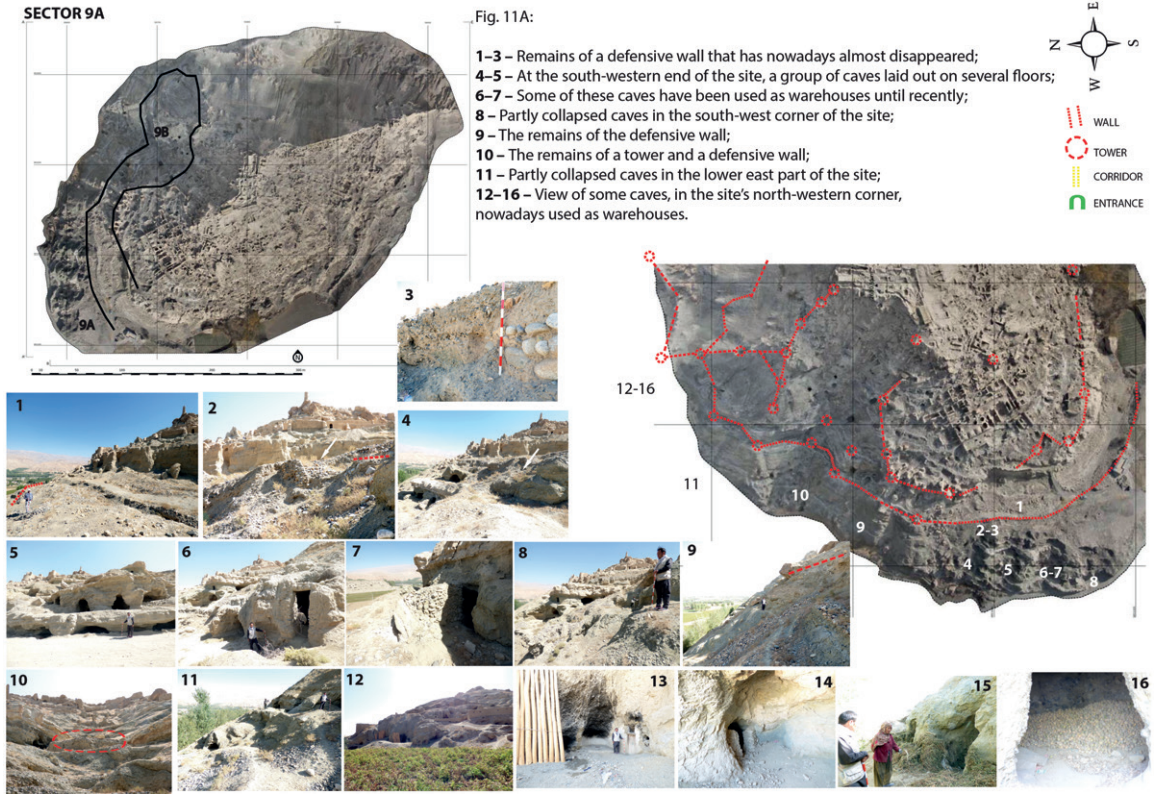 SECTOR 9A
9B
9A
N
Fig. 11A:
1–3 – Remains of a defensive wall that has nowadays almost disappeared;
4–5 – At the south-western end of the site, a group of caves laid out on several floors;
6–7 – Some of these caves have been used as warehouses until recently;
8 – Partly collapsed caves in the south-west corner of the site;
9 – The remains of the defensive wall;
10 – The remains of a tower and a defensive wall;
11 – Partly collapsed caves in the lower east part of the site;
12–16 – View of some caves, in the site's north-western corner,
nowadays used as warehouses.
E
N
S
W
WALL
TOWER
CORRIDOR
ENTRANCE
3
12-16
11
10
9
1
2-3
4
5
6-7
8
1
2
4
5
6
7
8
9
10
11
12
13
14
15
16